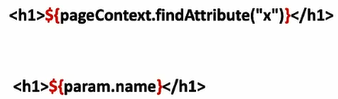 <h1>${pageContext.findAttribute("x")}</h1>
<h1>${param.name}</h1>